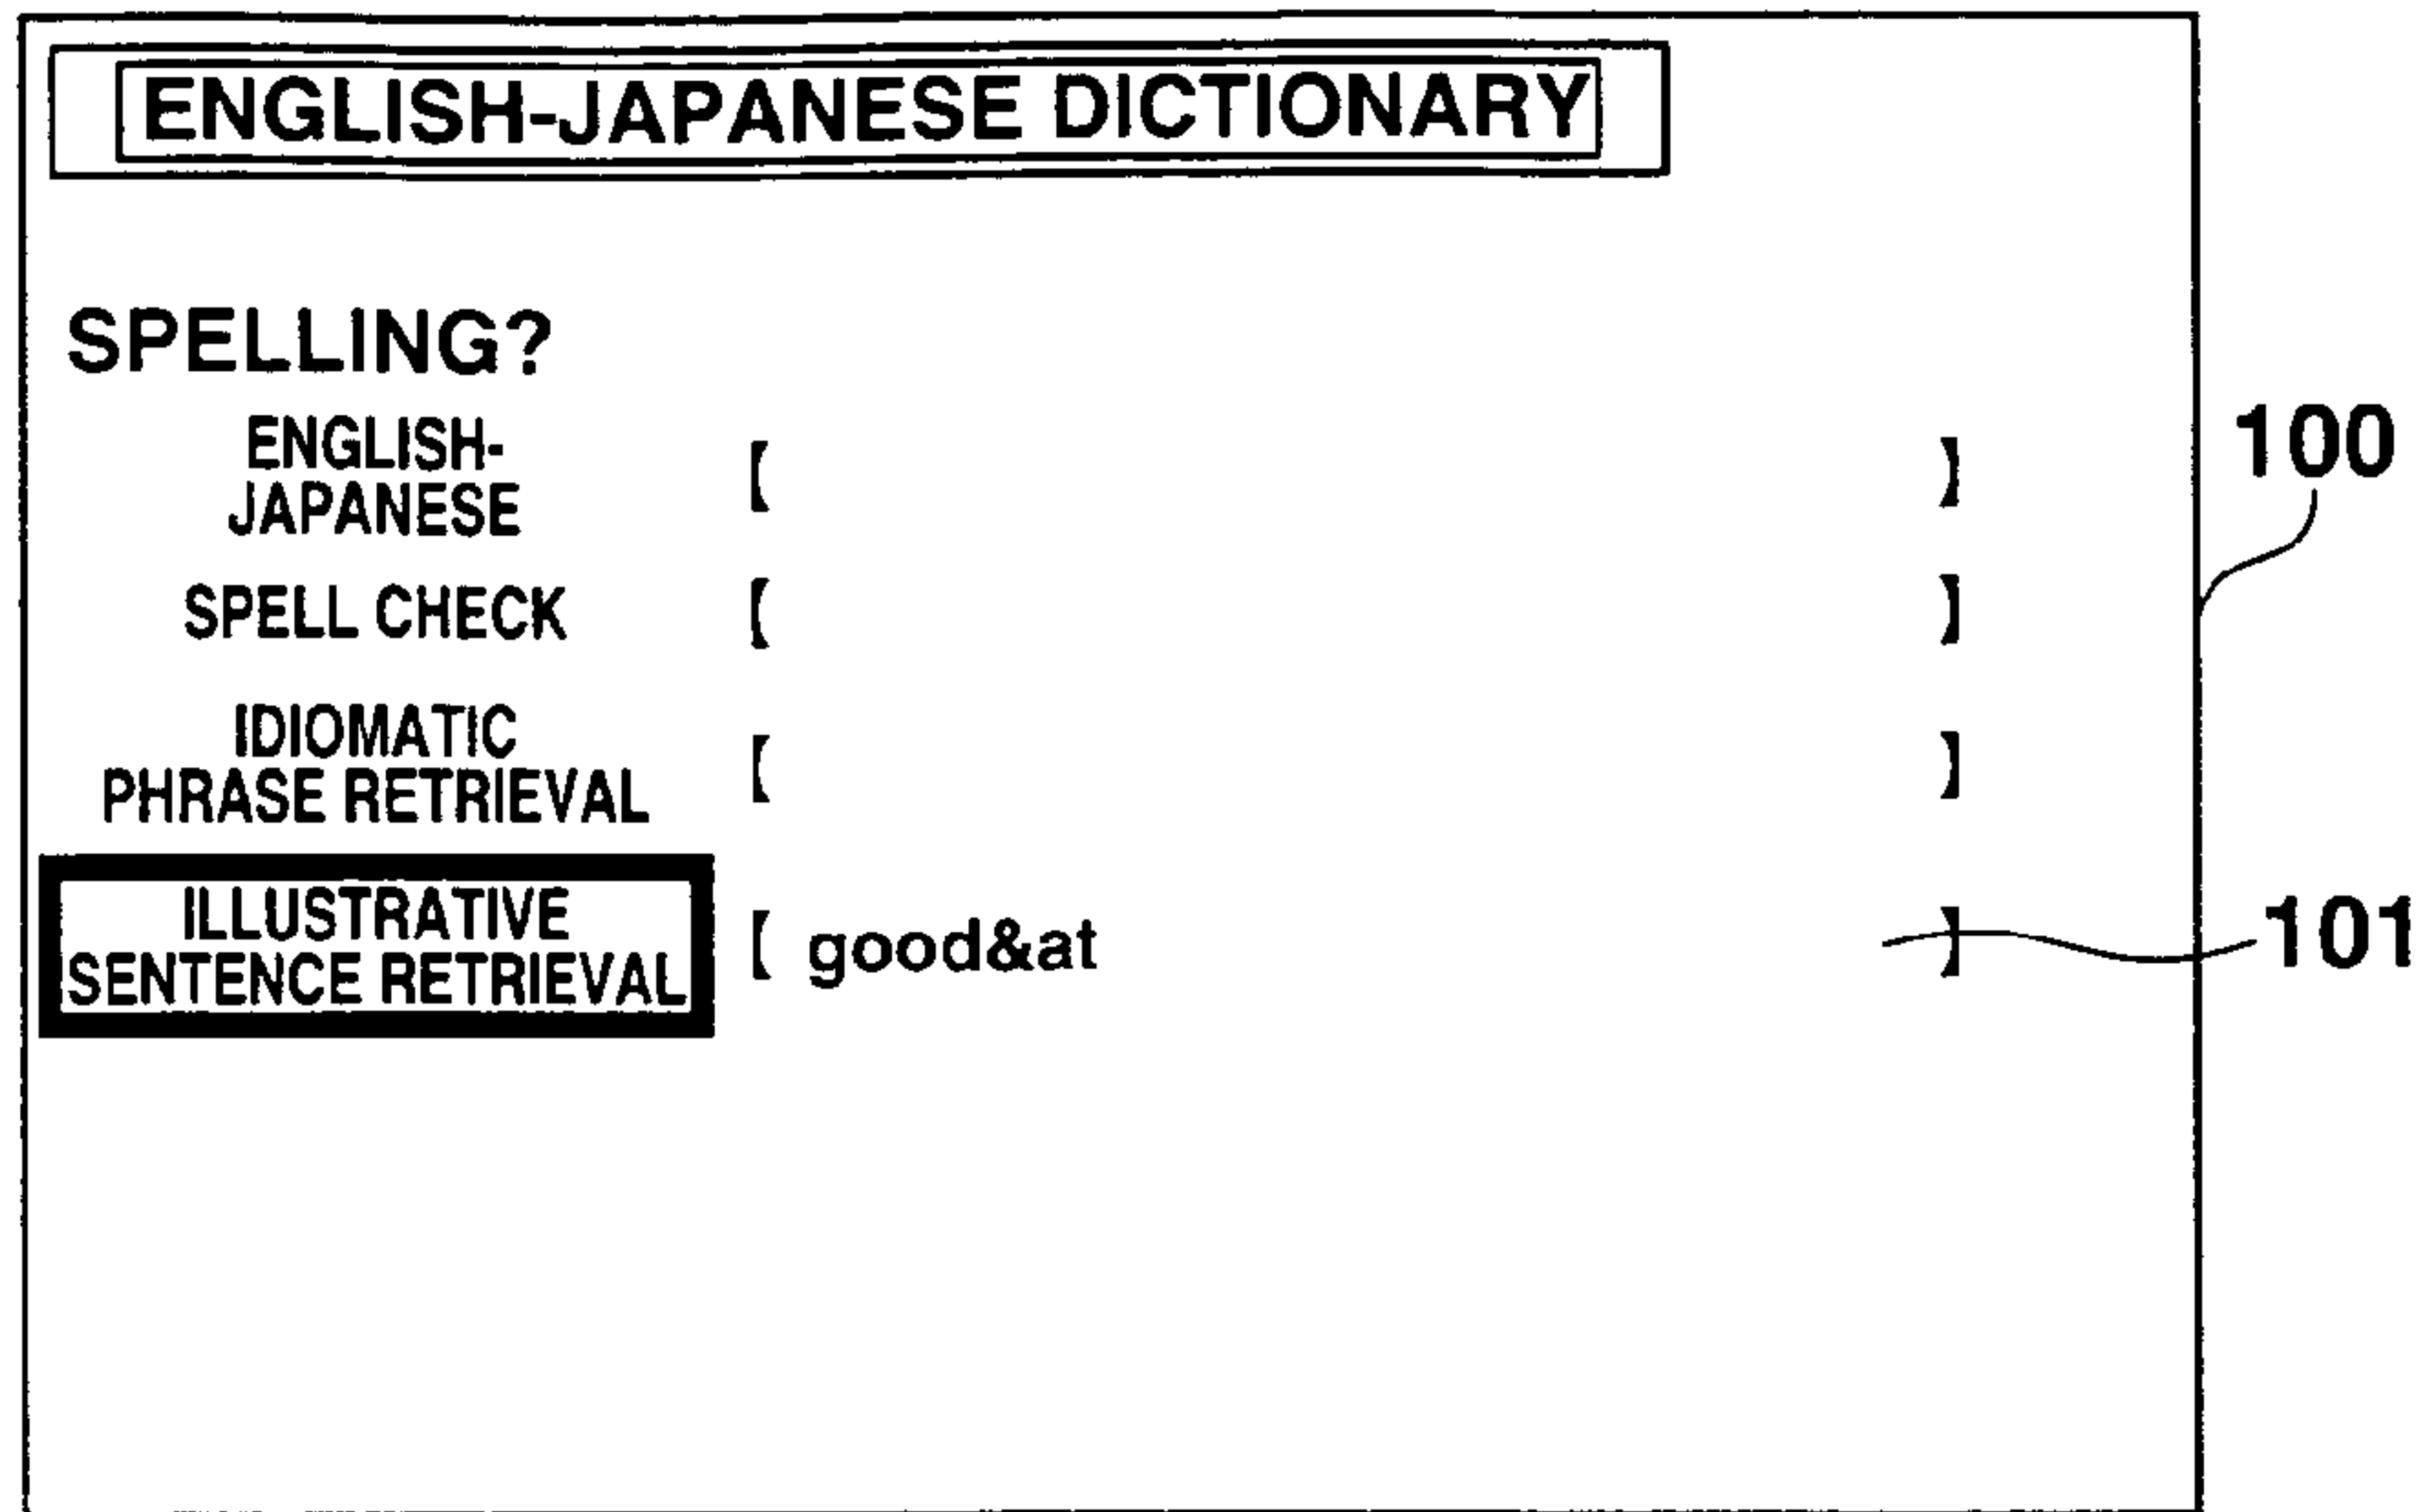 ENGLISH-JAPANESE DICTIONARY
SPELLING?
ENGLISH-
JAPANESE
【 】
100
SPELL CHECK 【 】
IDIOMATIC
PHRASE RETRIEVAL
【 】
ILLUSTRATIVE
SENTENCE RETRIEVAL
【 good&at 】
101